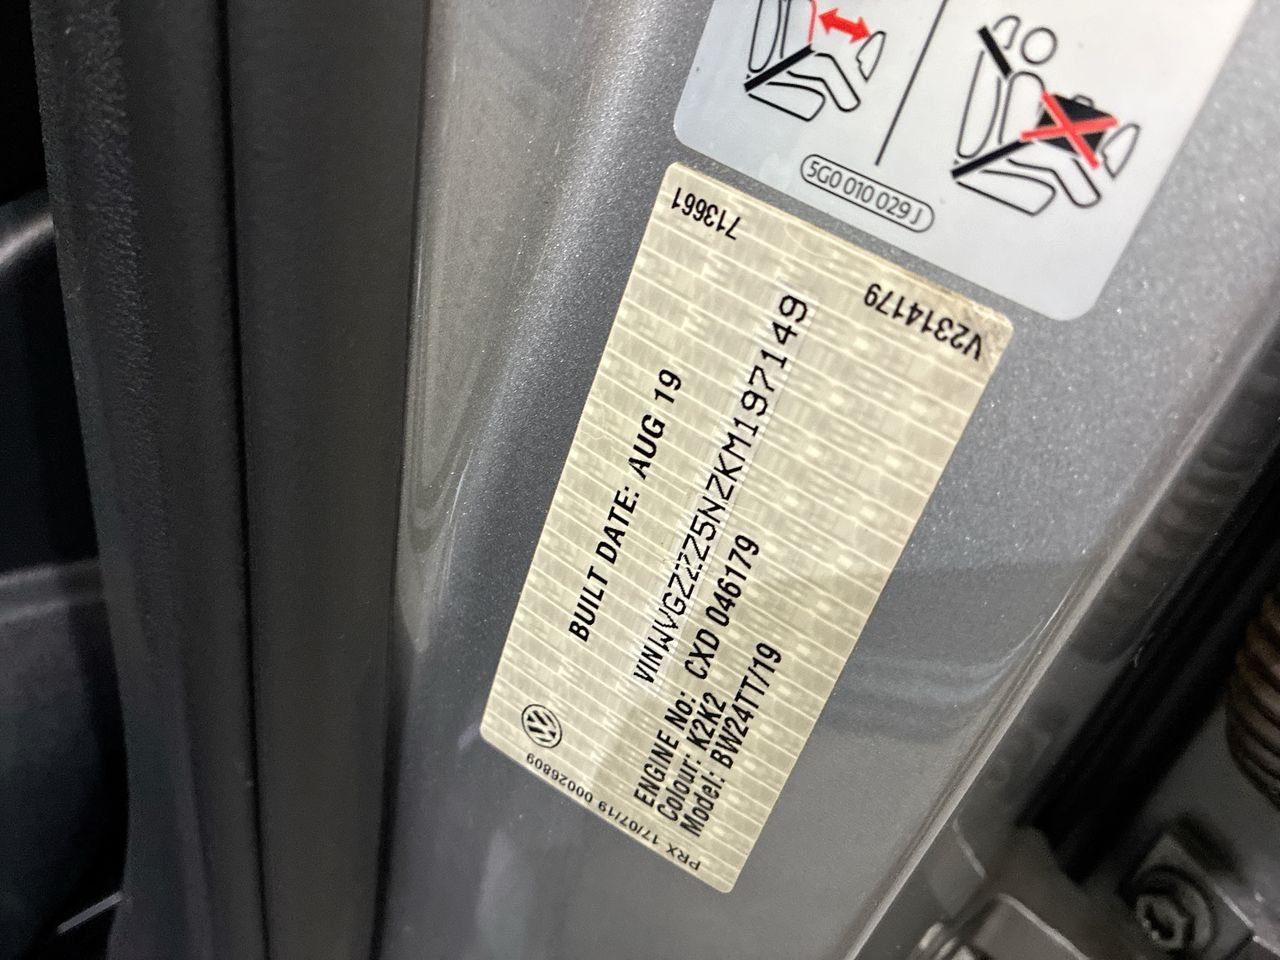 5G0 010 029 J
713661
V2314179
BUILT DATE: AUG 19
VIN:WVGZZZ5NZKM197149
ENGINE No: CXD 046179
Colour: K2K2
Model: BW24TT/19
PRX 17/07/19 00026809